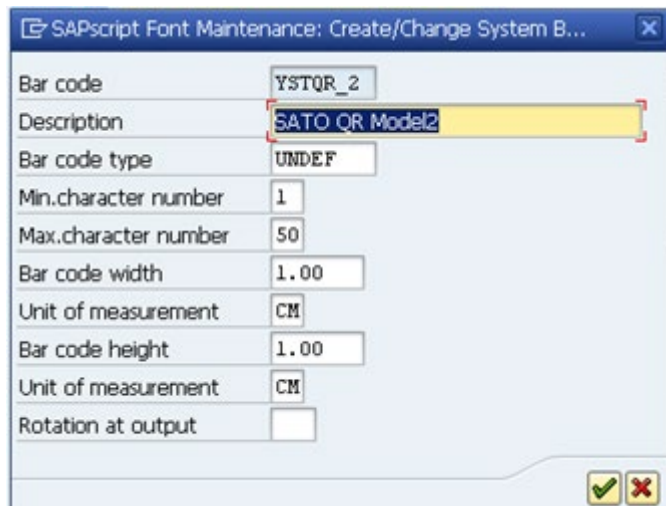 SAPscript Font Maintenance: Create/Change System B...
Bar code YSTQR_2
Description SATO QR Model2
Bar code type UNDEF
Min.character number 1
Max.character number 50
Bar code width 1.00
Unit of measurement CM
Bar code height 1.00
Unit of measurement CM
Rotation at output